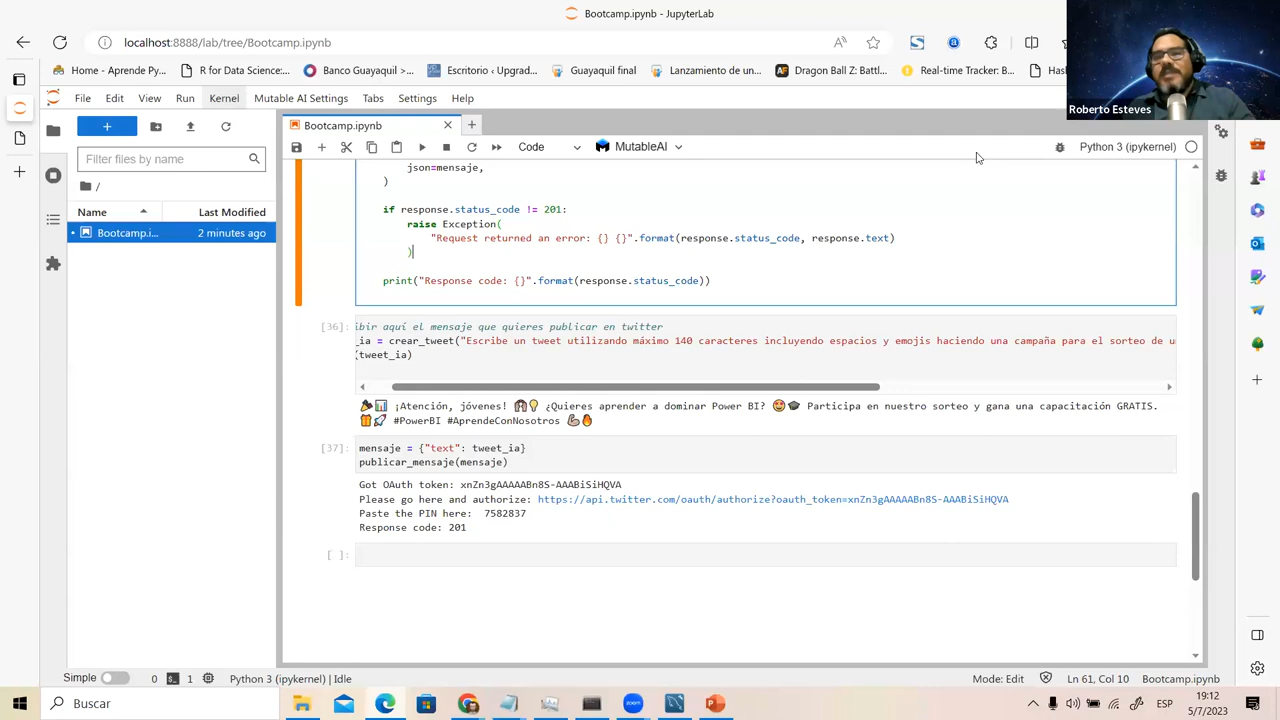 Bootcamp.ipynb - JupyterLab
localhost:8888/lab/tree/Bootcamp.ipynb
Home - Aprende Py...
R for Data Science:...
Banco Guayaquil >...
Escritorio ‹ Upgrad...
Guayaquil final
Lanzamiento de un...
Dragon Ball Z: Battl...
Real-time Tracker: B...
Roberto Esteves
File Edit View Run Kernel Mutable AI Settings Tabs Settings Help
Bootcamp.ipynb
Filter files by name
Code
MutableAI
Python 3 (ipykernel)
/
Name Last Modified
Bootcamp.i... 2 minutes ago
json=mensaje,
)
if response.status_code != 201:
raise Exception(
"Request returned an error: {} {}".format(response.status_code, response.text)
)
print("Response code: {}".format(response.status_code))
[36]:
ibir aquí el mensaje que quieres publicar en twitter
_ia = crear_tweet("Escribe un tweet utilizando máximo 140 caracteres incluyendo espacios y emojis haciendo una campaña para el sorteo de u
(tweet_ia)
¡Atención, jóvenes! ¿Quieres aprender a dominar Power BI? Participa en nuestro sorteo y gana una capacitación GRATIS.
#PowerBI #AprendeConNosotros
[37]:
mensaje = {"text": tweet_ia}
publicar_mensaje(mensaje)
Got OAuth token: xnZn3gAAAAABn8S-AAABiSiHQVA
Please go here and authorize: https://api.twitter.com/oauth/authorize?oauth_token=xnZn3gAAAAABn8S-AAABiSiHQVA
Paste the PIN here: 7582837
Response code: 201
[ ]:
Simple 0 1 Python 3 (ipykernel) | Idle
Mode: Edit Ln 61, Col 10 Bootcamp.ipynb
Buscar
ESP
19:12
5/7/2023